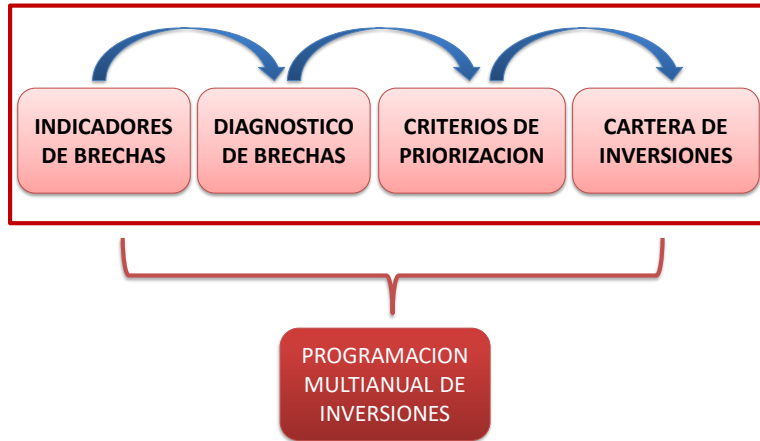 INDICADORES
DE BRECHAS
DIAGNOSTICO
DE BRECHAS
CRITERIOS DE
PRIORIZACION
CARTERA DE
INVERSIONES
PROGRAMACION
MULTIANUAL DE
INVERSIONES